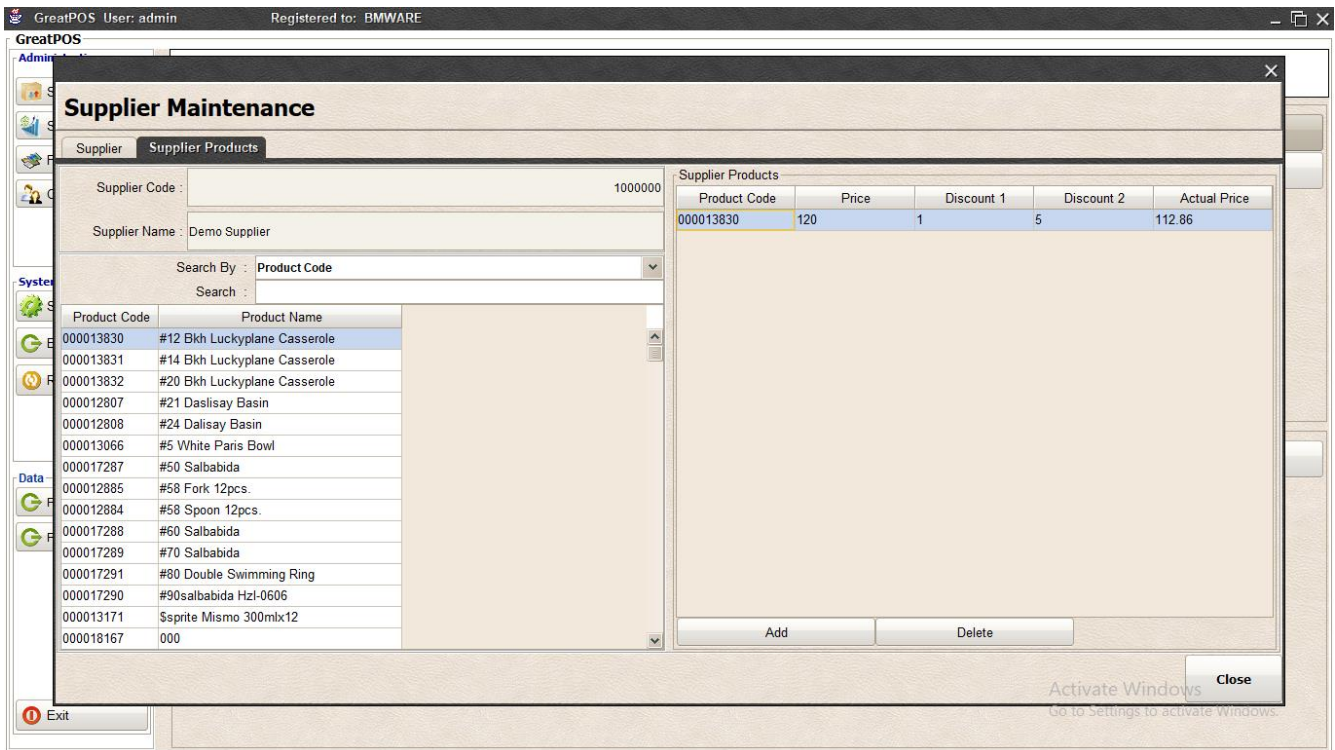 GreatPOS User: admin Registered to: BMWARE
GreatPOS
Supplier Maintenance
Supplier Supplier Products
Supplier Code : 1000000
Supplier Name : Demo Supplier
Search By : Product Code
Search :
Product Code Product Name
000013830 #12 Bkh Luckyplane Casserole
000013831 #14 Bkh Luckyplane Casserole
000013832 #20 Bkh Luckyplane Casserole
000012807 #21 Daslisay Basin
000012808 #24 Dalisay Basin
000013066 #5 White Paris Bowl
000017287 #50 Salbabida
000012885 #58 Fork 12pcs.
000012884 #58 Spoon 12pcs.
000017288 #60 Salbabida
000017289 #70 Salbabida
000017291 #80 Double Swimming Ring
000017290 #90salbabida Hzl-0606
000013171 $sprite Mismo 300mlx12
000018167 000
Supplier Products
Product Code Price Discount 1 Discount 2 Actual Price
000013830 120 1 5 112.86
Add Delete
Close
Data
Exit
Activate Windows
Go to Settings to activate Windows.